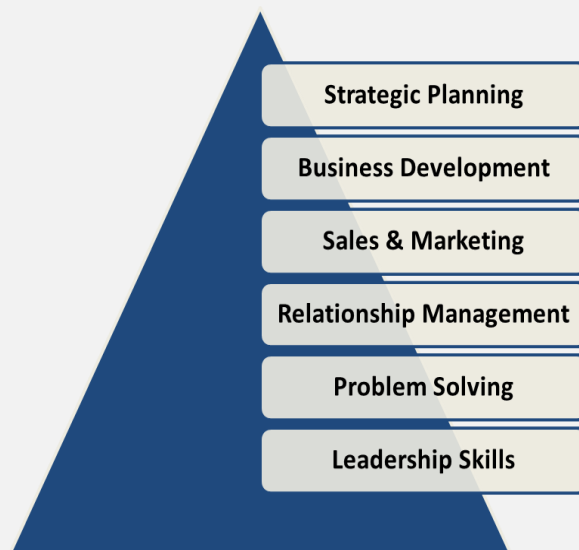 Strategic Planning
Business Development
Sales & Marketing
Relationship Management
Problem Solving
Leadership Skills